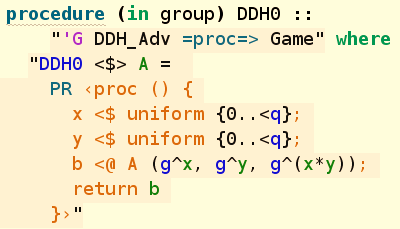 procedure (in group) DDH0 ::
"'G DDH_Adv =proc=> Game" where
"DDH0 <$> A =
PR ‹proc () {
x <$ uniform {0..<q};
y <$ uniform {0..<q};
b <@ A (g^x, g^y, g^(x*y));
return b
}›"